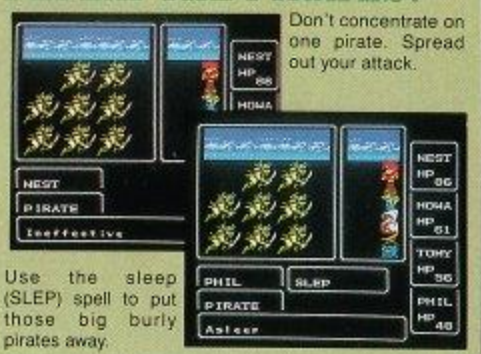 Don't concentrate on
one pirate. Spread
out your attack.
NEST
HP
88
HOWA
NEST
PIRATE
Ineffective
NEST
HP
86
HOWA
HP
61
TOMY
HP
56
PHIL
HP
48
PHIL
SLEP
PIRATE
Asleep
Use the sleep
(SLEP) spell to put
those big burly
pirates away.